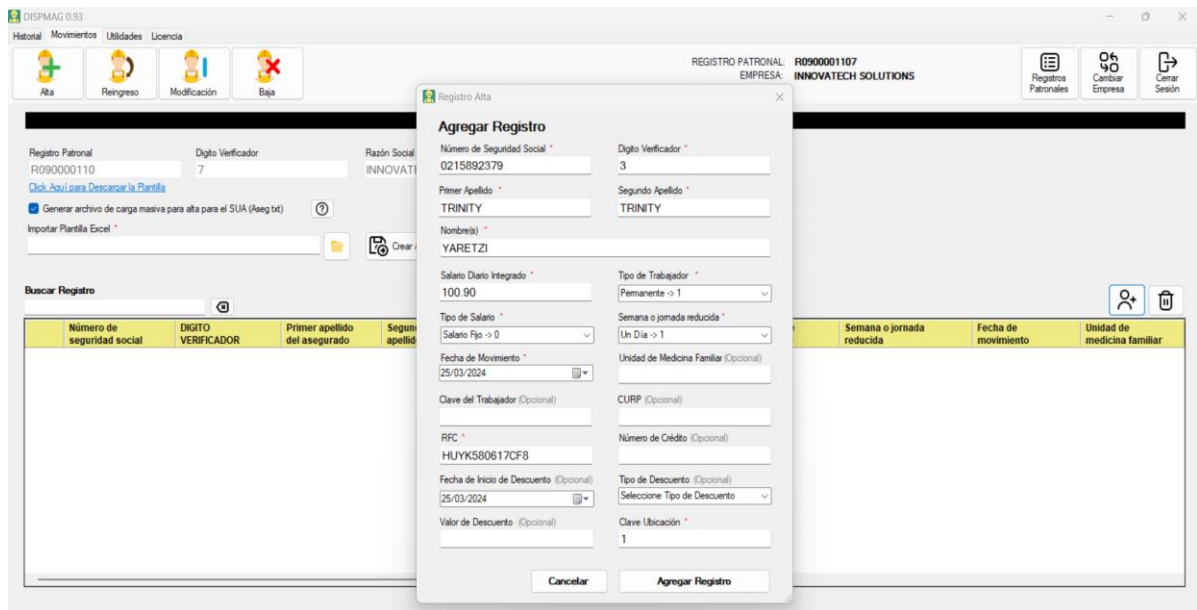 DISPMAG 0.93
Historial Movimientos Utilidades Licencia
Alta Reingreso Modificación Baja
REGISTRO PATRONAL: R0900001107
EMPRESA: INNOVATECH SOLUTIONS
Registros Patronales
Cambiar Empresa
Cerrar Sesión
Registro Patronal Digito Verificador Razón Social
R090000110 7 INNOVATE
Click Aquí para Descargar la Plantilla
Generar archivo de carga masiva para alta para el SUA (Aseg.txt)
Importar Plantilla Excel *
Crear
Buscar Registro
Número de seguridad social
DIGITO VERIFICADOR
Primer apellido del asegurado
Segun
apellid
Semana o jornada reducida
Fecha de movimiento
Unidad de medicina familiar
Registro Alta
Agregar Registro
Número de Seguridad Social * Digito Verificador *
0215892379 3
Primer Apellido * Segundo Apellido *
TRINITY TRINITY
Nombre(s) *
YARETZI
Salario Diario Integrado * Tipo de Trabajador *
100.90 Permanente -> 1
Tipo de Salario * Semana o jornada reducida *
Salario Fijo -> 0 Un Día -> 1
Fecha de Movimiento * Unidad de Medicina Familiar (Opcional)
25/03/2024
Clave del Trabajador (Opcional) CURP (Opcional)
RFC * Número de Crédito (Opcional)
HUYK580617CF8
Fecha de Inicio de Descuento (Opcional) Tipo de Descuento (Opcional)
25/03/2024 Seleccione Tipo de Descuento
Valor de Descuento (Opcional) Clave Ubicación *
1
Cancelar Agregar Registro